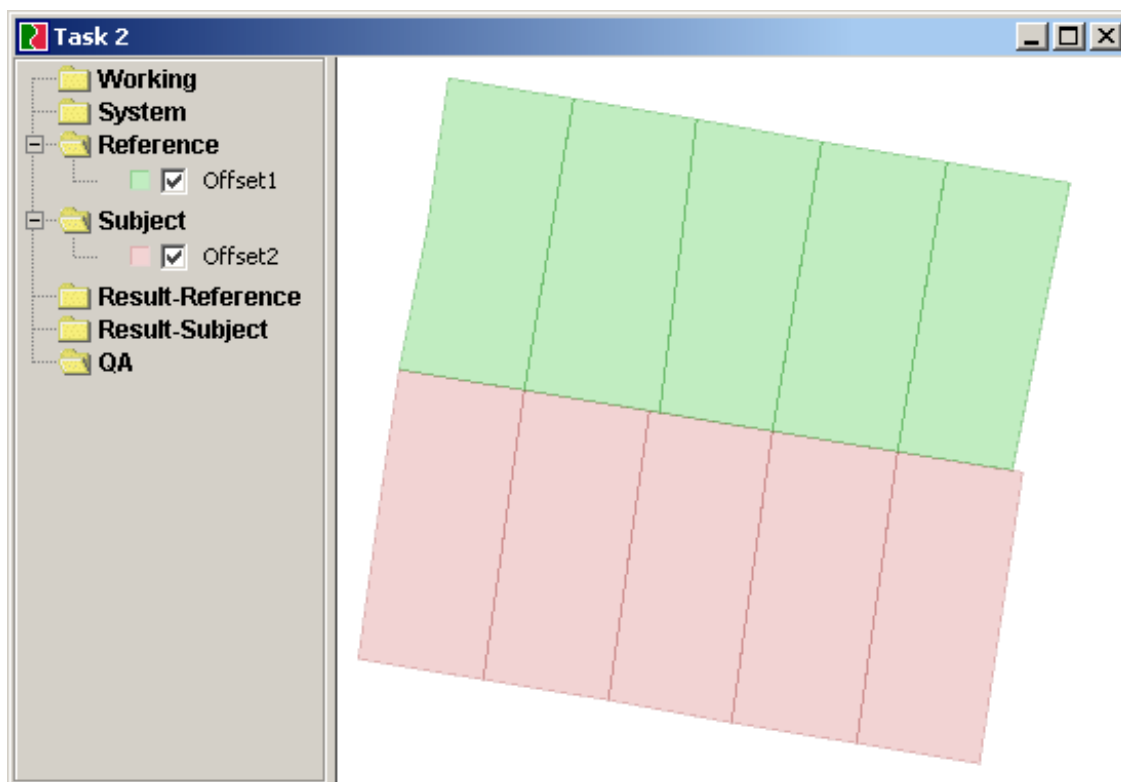 Task 2
Working
System
Reference
Offset1
Subject
Offset2
Result-Reference
Result-Subject
QA